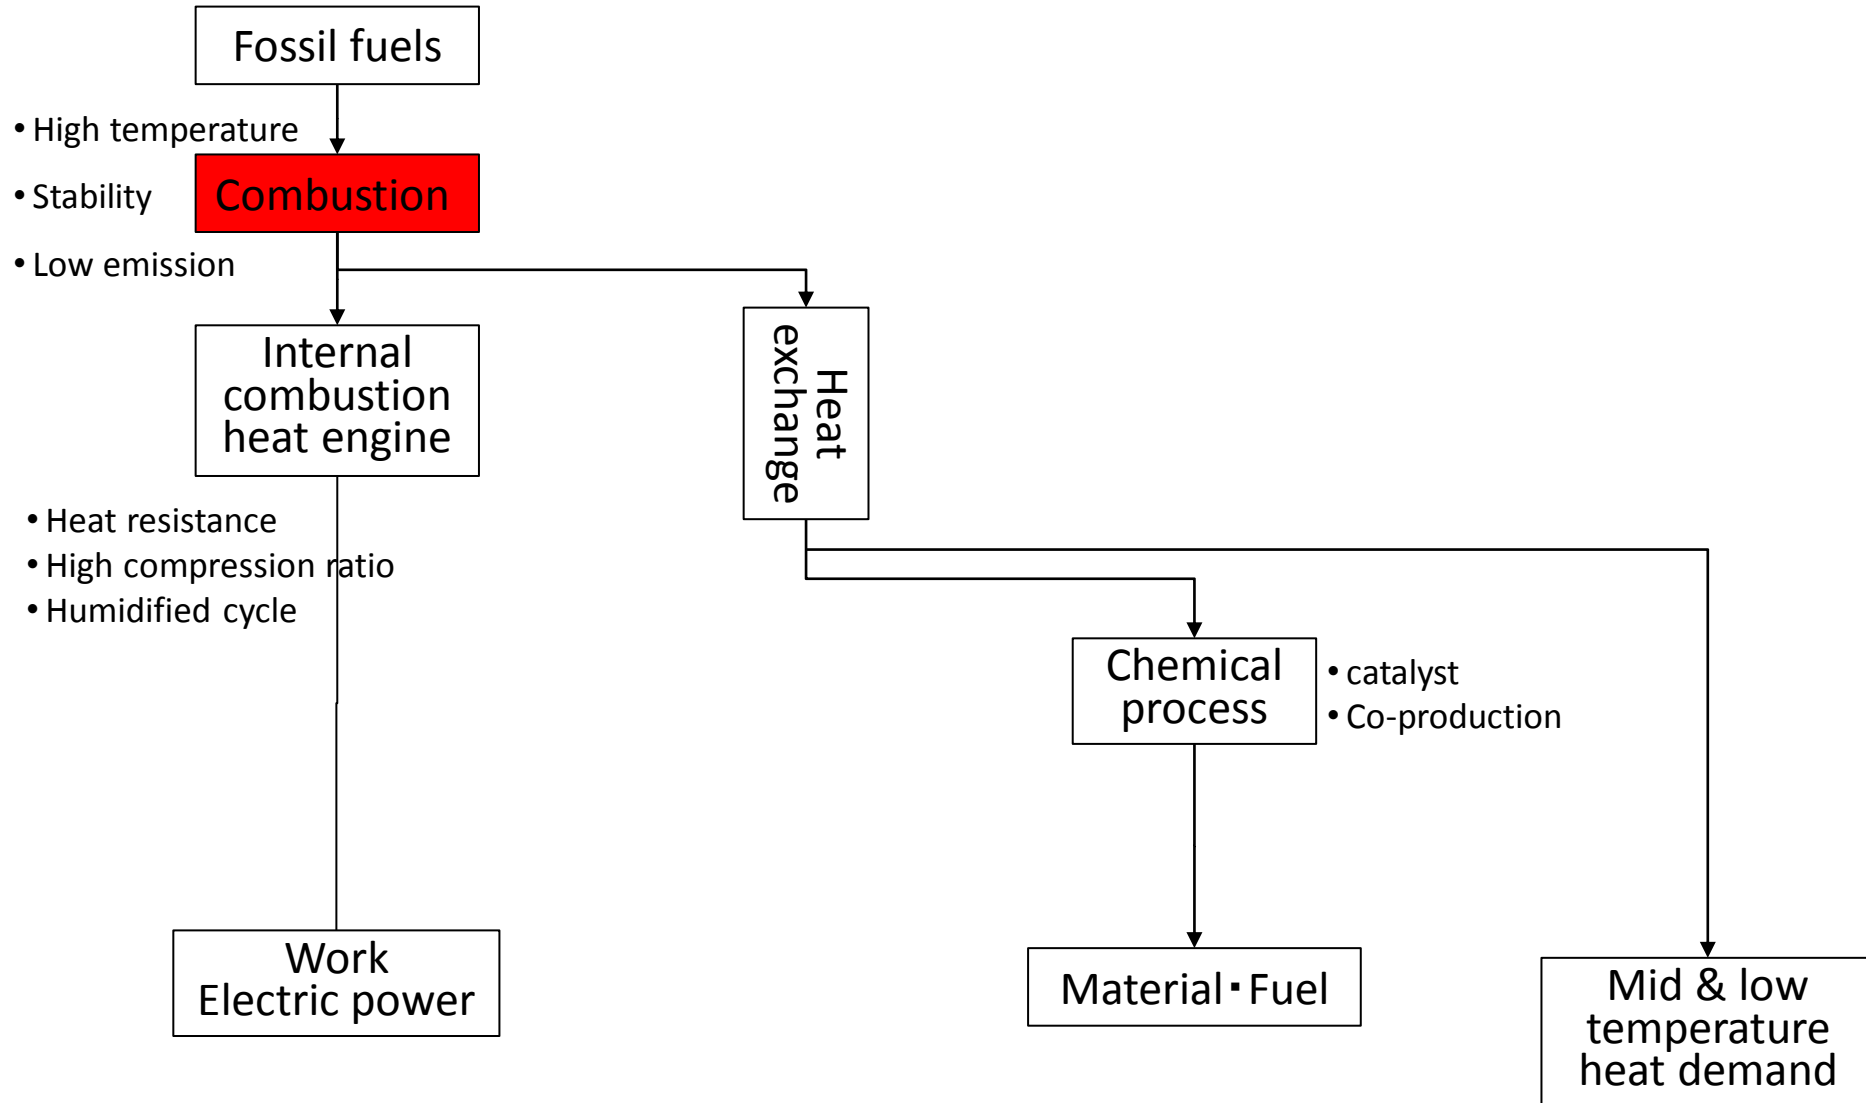 Fossil fuels
• High temperature
• Stability
Combustion
• Low emission
Internal
combustion
heat engine
Heat
exchange
• Heat resistance
• High compression ratio
• Humidified cycle
Chemical
process
• catalyst
• Co-production
Work
Electric power
Material・Fuel
Mid & low
temperature
heat demand